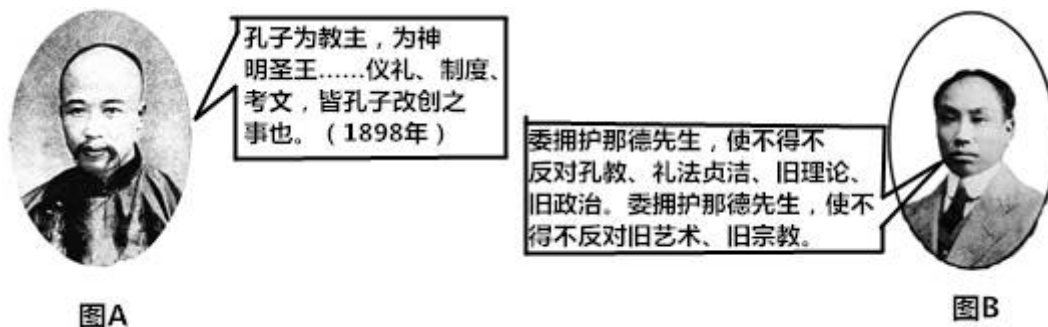 孔子为教主，为神
明圣王……仪礼、制度、
考文，皆孔子改创之
事也。（1898年）
委拥护那德先生，使不得不
反对孔教、礼法贞洁、旧理论、
旧政治。委拥护那德先生，使不
得不反对旧艺术、旧宗教。
图A
图B